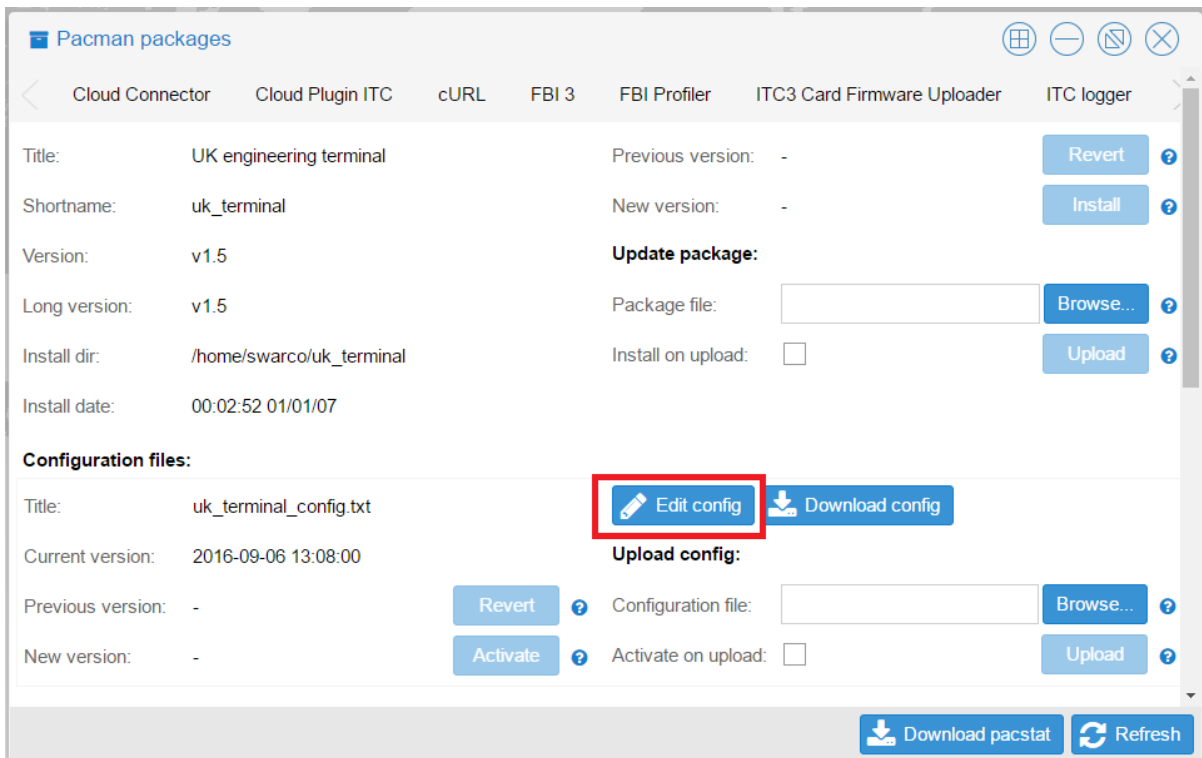 Pacman packages
Cloud Connector Cloud Plugin ITC cURL FBI 3 FBI Profiler ITC3 Card Firmware Uploader ITC logger
Title: UK engineering terminal Previous version: - Revert ?
Shortname: uk_terminal New version: - Install ?
Version: v1.5 Update package:
Long version: v1.5 Package file: Browse... ?
Install dir: /home/swarco/uk_terminal Install on upload: Upload ?
Install date: 00:02:52 01/01/07
Configuration files:
Title: uk_terminal_config.txt Edit config Download config
Current version: 2016-09-06 13:08:00 Upload config:
Previous version: - Revert ? Configuration file: Browse... ?
New version: - Activate ? Activate on upload: Upload ?
Download pacstat Refresh